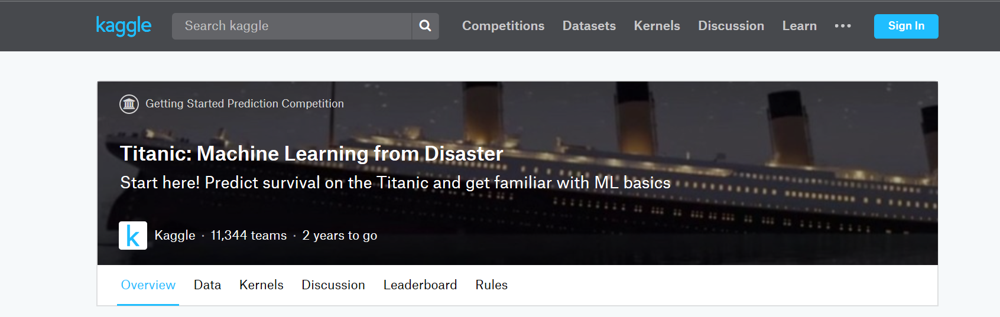 kaggle
Search kaggle
Competitions Datasets Kernels Discussion Learn •••
Sign In
Getting Started Prediction Competition
Titanic: Machine Learning from Disaster
Start here! Predict survival on the Titanic and get familiar with ML basics
k Kaggle · 11,344 teams · 2 years to go
Overview Data Kernels Discussion Leaderboard Rules